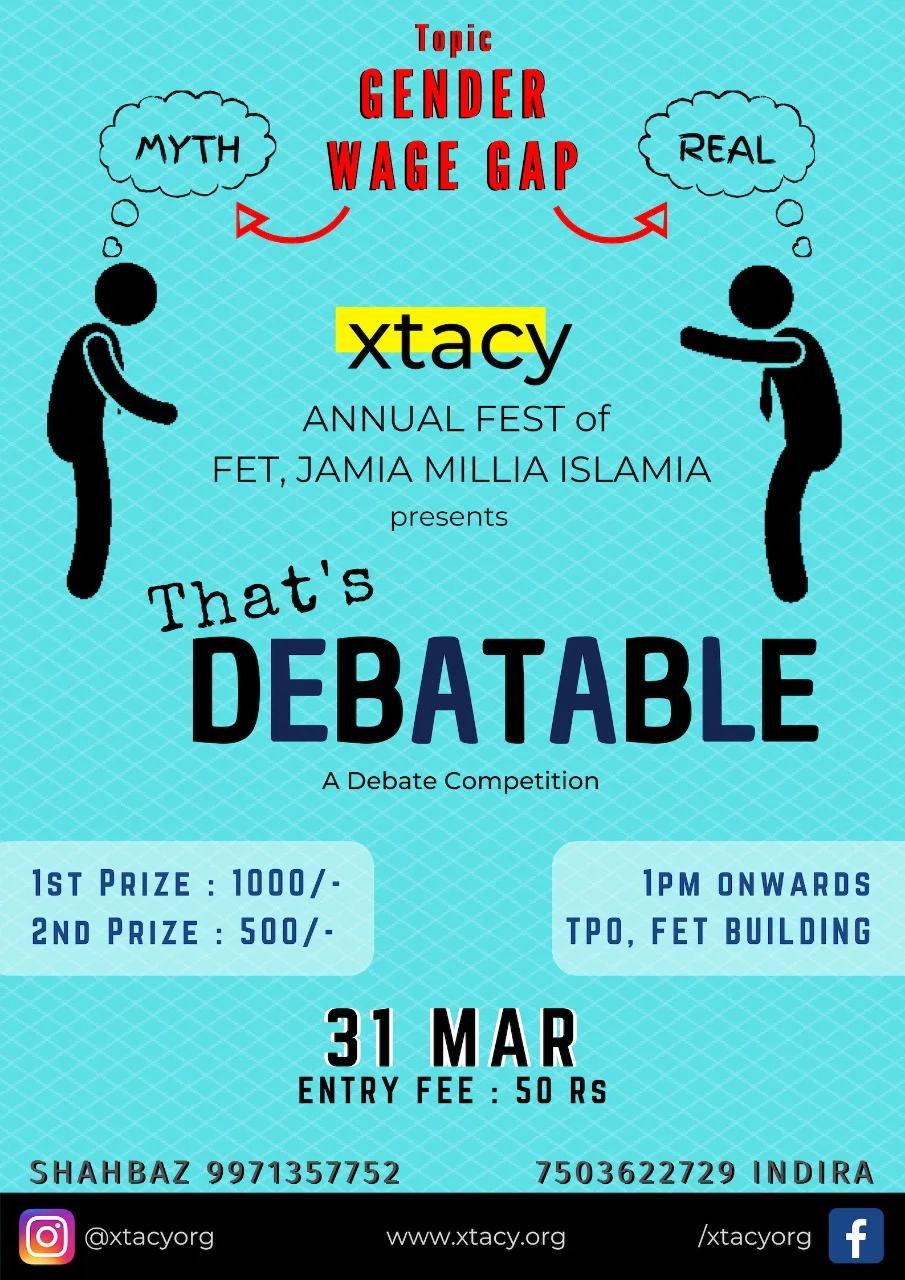 Topic
GENDER
WAGE GAP
MYTH
REAL
xtacy
ANNUAL FEST of
FET, JAMIA MILLIA ISLAMIA
presents
That's
DEBATABLE
A Debate Competition
1ST PRIZE : 1000/-
2ND PRIZE : 500/-
1PM ONWARDS
TPO, FET BUILDING
31 MAR
ENTRY FEE : 50 Rs
SHAHBAZ 9971357752
7503622729 INDIRA
@xtacyorg
www.xtacy.org
/xtacyorg